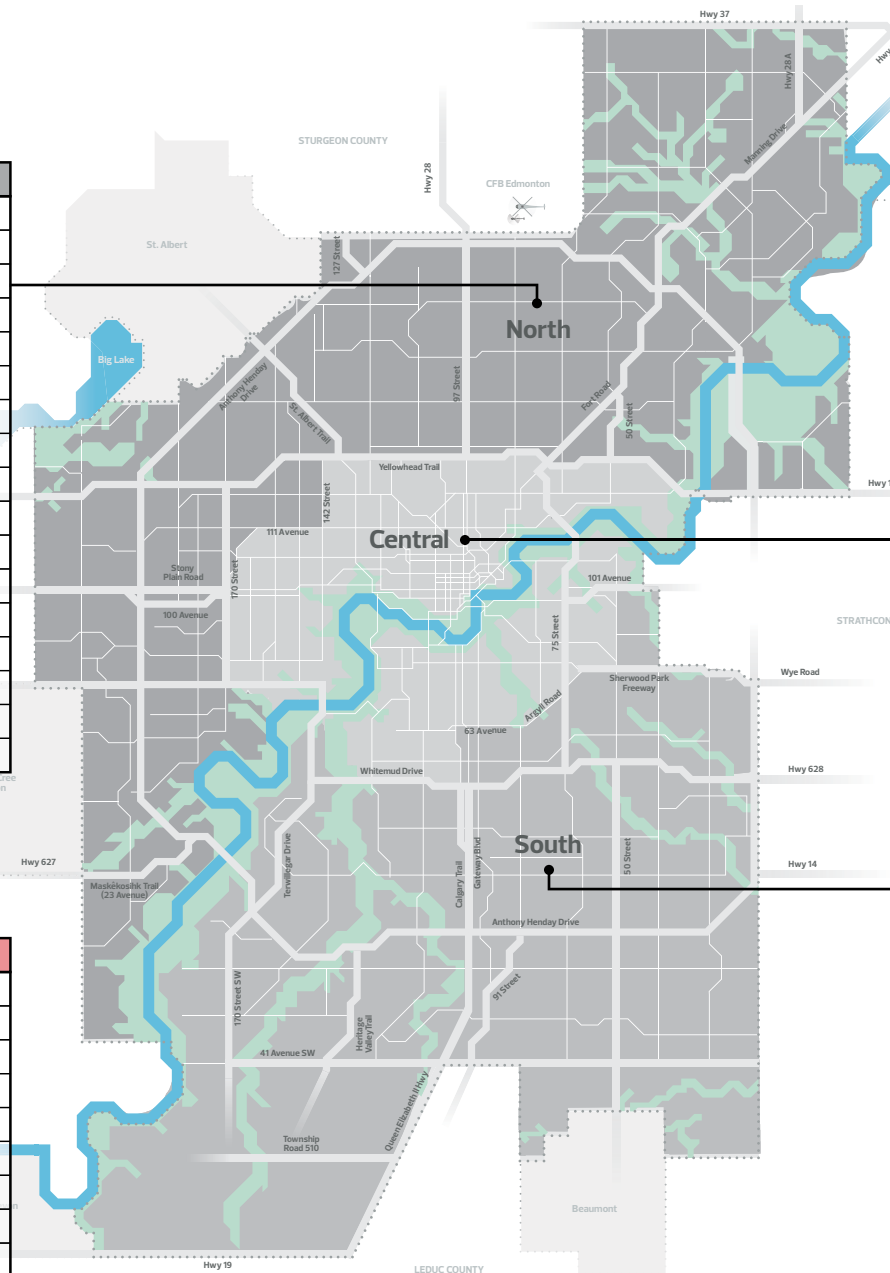 Hwy 37
Hwy 28A
Manning Drive
STURGEON COUNTY
Hwy 28
CFB Edmonton
St. Albert
127 Street
North
Big Lake
Anthony Henday
Drive
97 Street
St. Albert Trail
Fort Road
50 Street
Yellowhead Trail
Hwy 1
142 Street
111 Avenue
Central
Stony
Plain Road
170 Street
101 Avenue
100 Avenue
75 Street
STRATHCON
Wye Road
Sherwood Park
Freeway
Argyll Road
63 Avenue
Whitemud Drive
Hwy 628
Cree
n
South
50 Street
Hwy 627
Hwy 14
Terwillegar Drive
Calgary Trail
Gateway Blvd
Maskêkosihk Trail
(23 Avenue)
Anthony Henday Drive
91 Street
170 Street SW
Heritage
Valley Trail
41 Avenue SW
Queen Elizabeth II Hwy
Township
Road 510
n
Beaumont
Hwy 19
LEDUC COUNTY